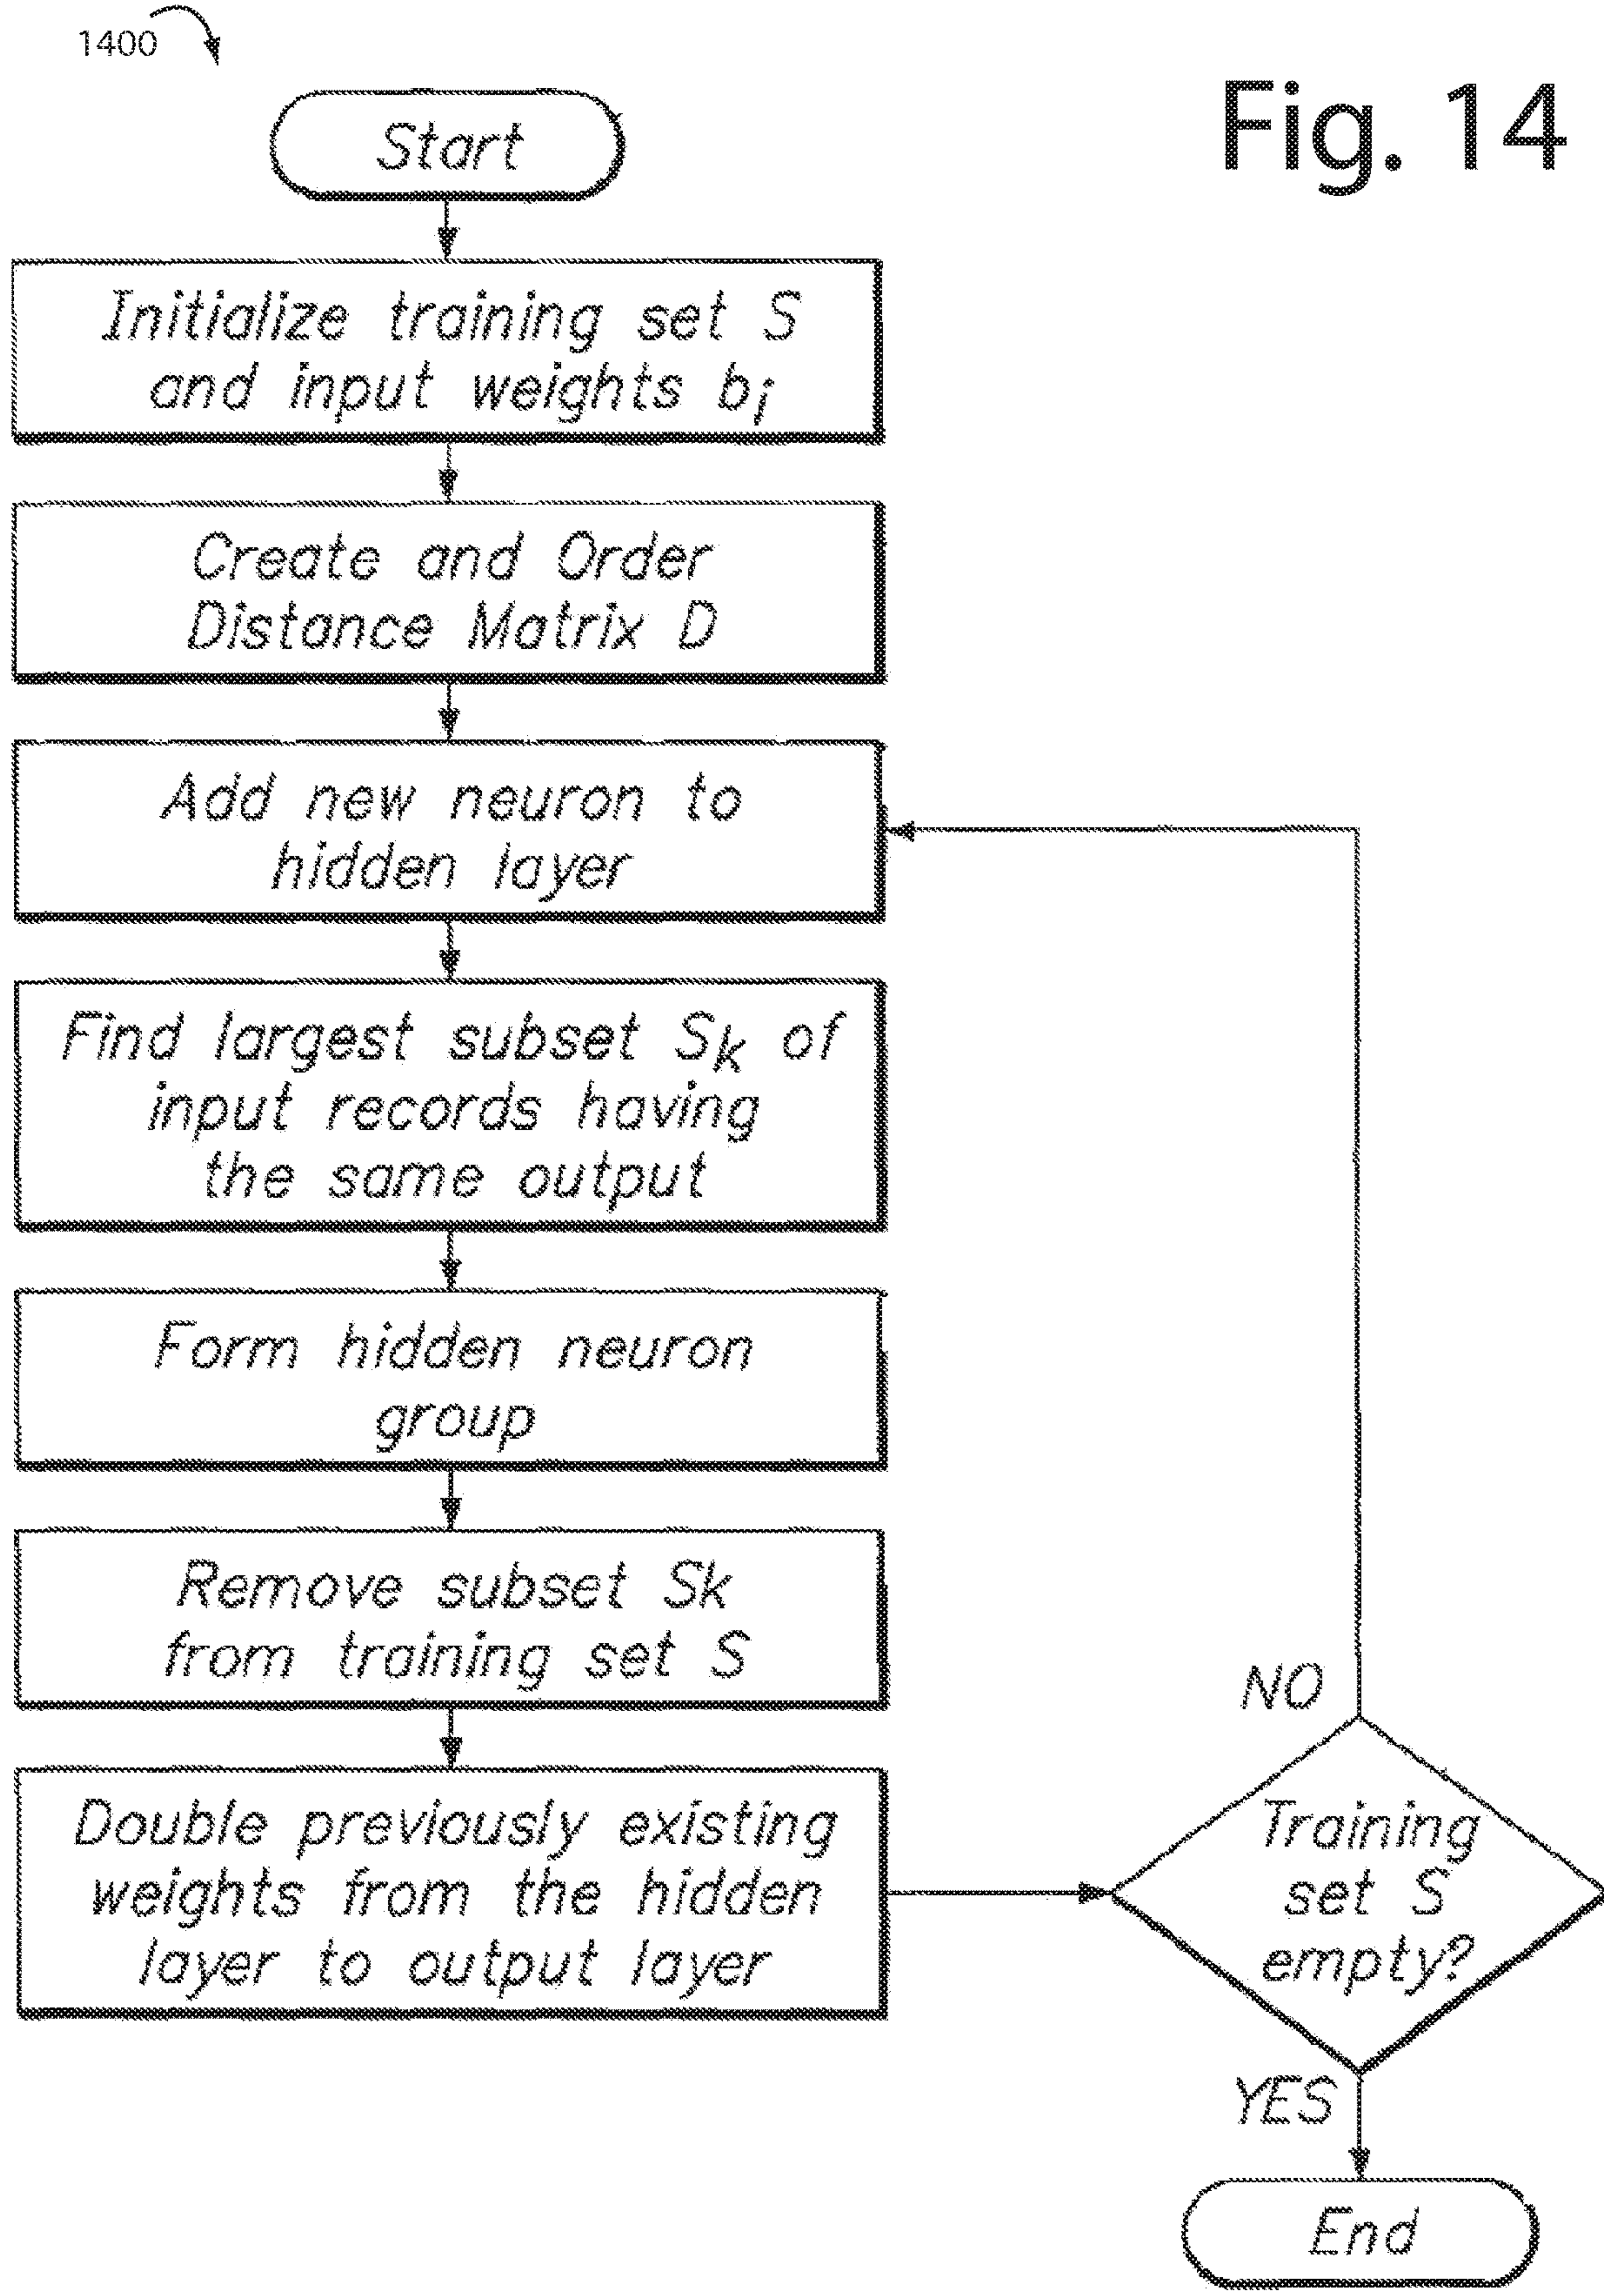 1400
Fig. 14
Start
Initialize training set S
and input weights bi
Create and Order
Distance Matrix D
Add new neuron to
hidden layer
Find largest subset Sk of
input records having
the same output
Form hidden neuron
group
Remove subset Sk
from training set S
Double previously existing
weights from the hidden
layer to output layer
NO
Training
set S
empty?
YES
End